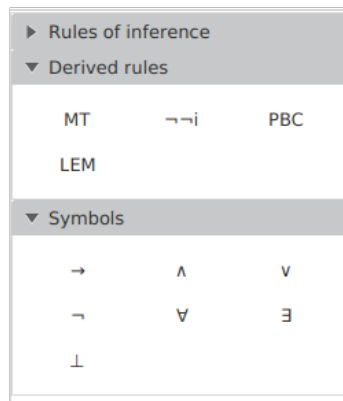 ▶ Rules of inference
▼ Derived rules
MT ¬¬i PBC
LEM
▼ Symbols
→ ∧ ∨
¬ ∀ ∃
⊥